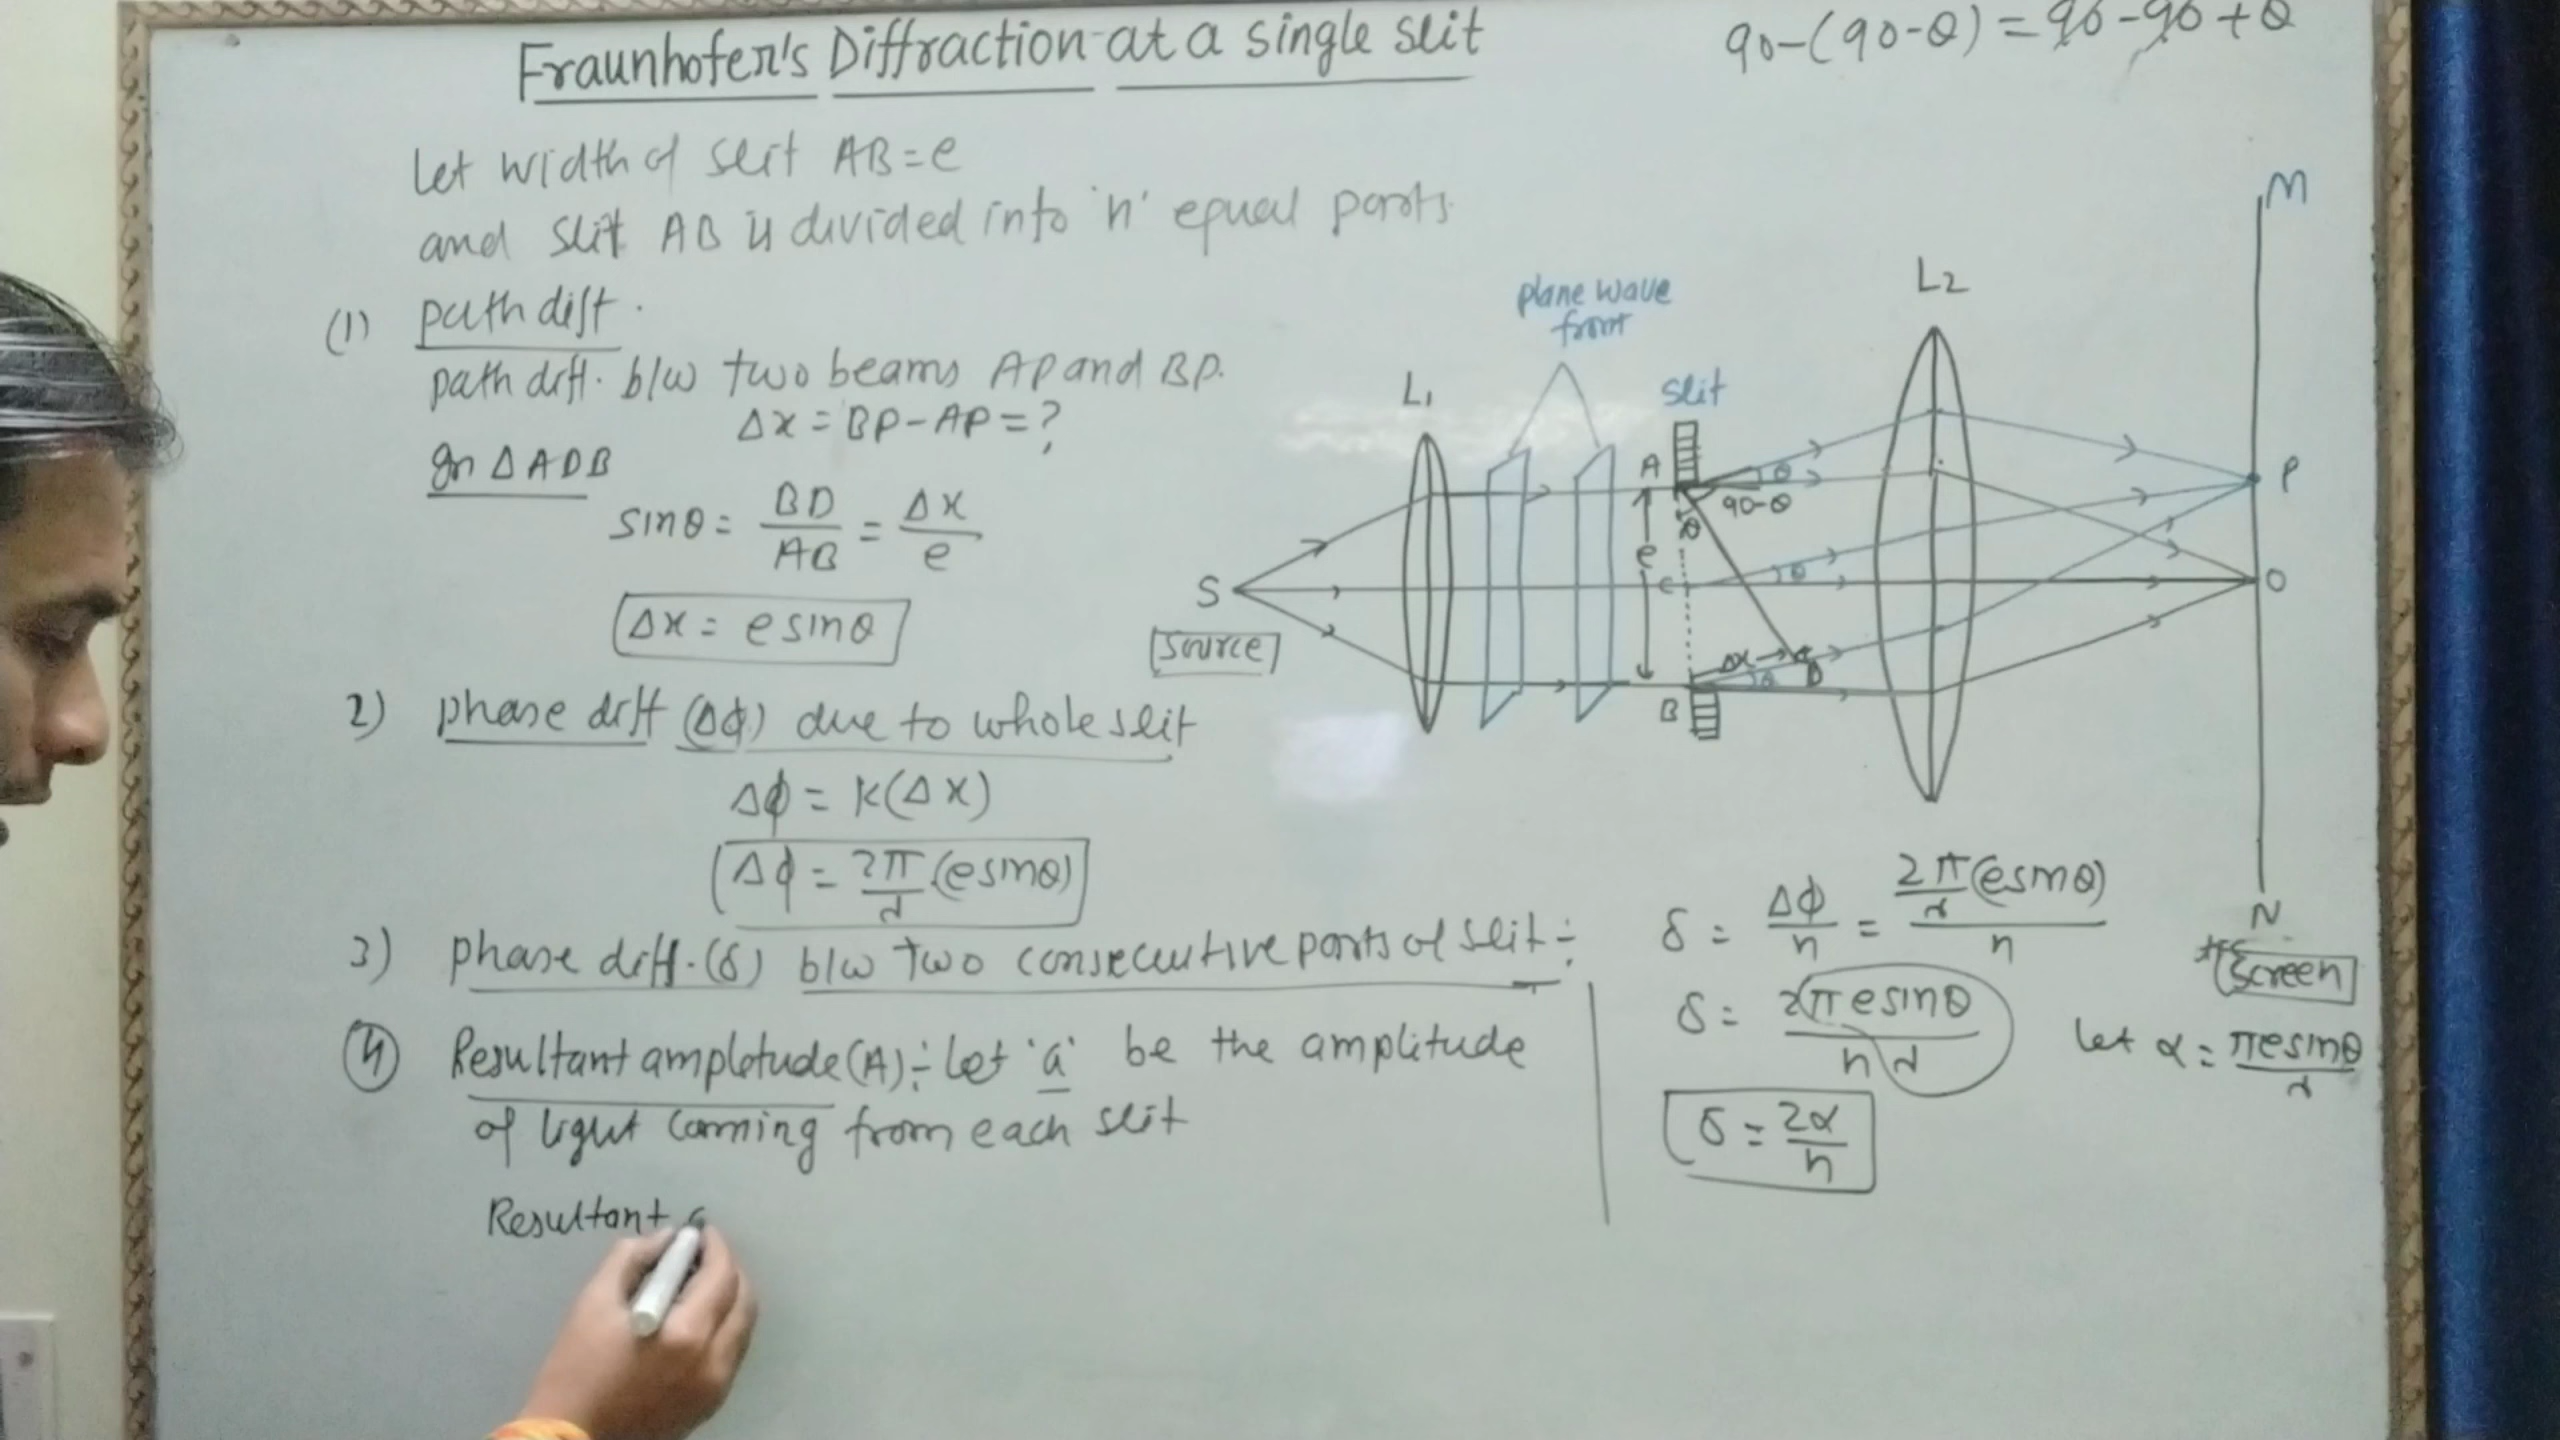 Fraunhofer's Diffraction at a single slit
90-(90-θ) = 90-90+θ
Let width of slit AB = e
and slit AB is divided into 'n' equal parts
(1) path diff.
path diff. b/w two beams AP and BP.
Δx = BP - AP = ?
In Δ ADB
sinθ = BD/AB = Δx/e
Δx = e sinθ
2) phase diff (Δϕ) due to whole slit
Δϕ = K(Δx)
Δϕ = 2π/λ (e sinθ)
3) phase diff. (δ) b/w two consecutive parts of slit ÷
(4) Resultant ampletude (A) ÷ Let 'a' be the amplitude
of light coming from each slit
Resultant
plane wave
front
L1
slit
L2
M
A
θ
90-θ
P
θ
e
S
C
θ
O
Source
Δx
D
θ
B
N
Screen
δ = Δϕ/n = 2π/λ (e sinθ)/n
δ = 2π e sinθ/nλ
let α = π e sinθ/λ
δ = 2α/n